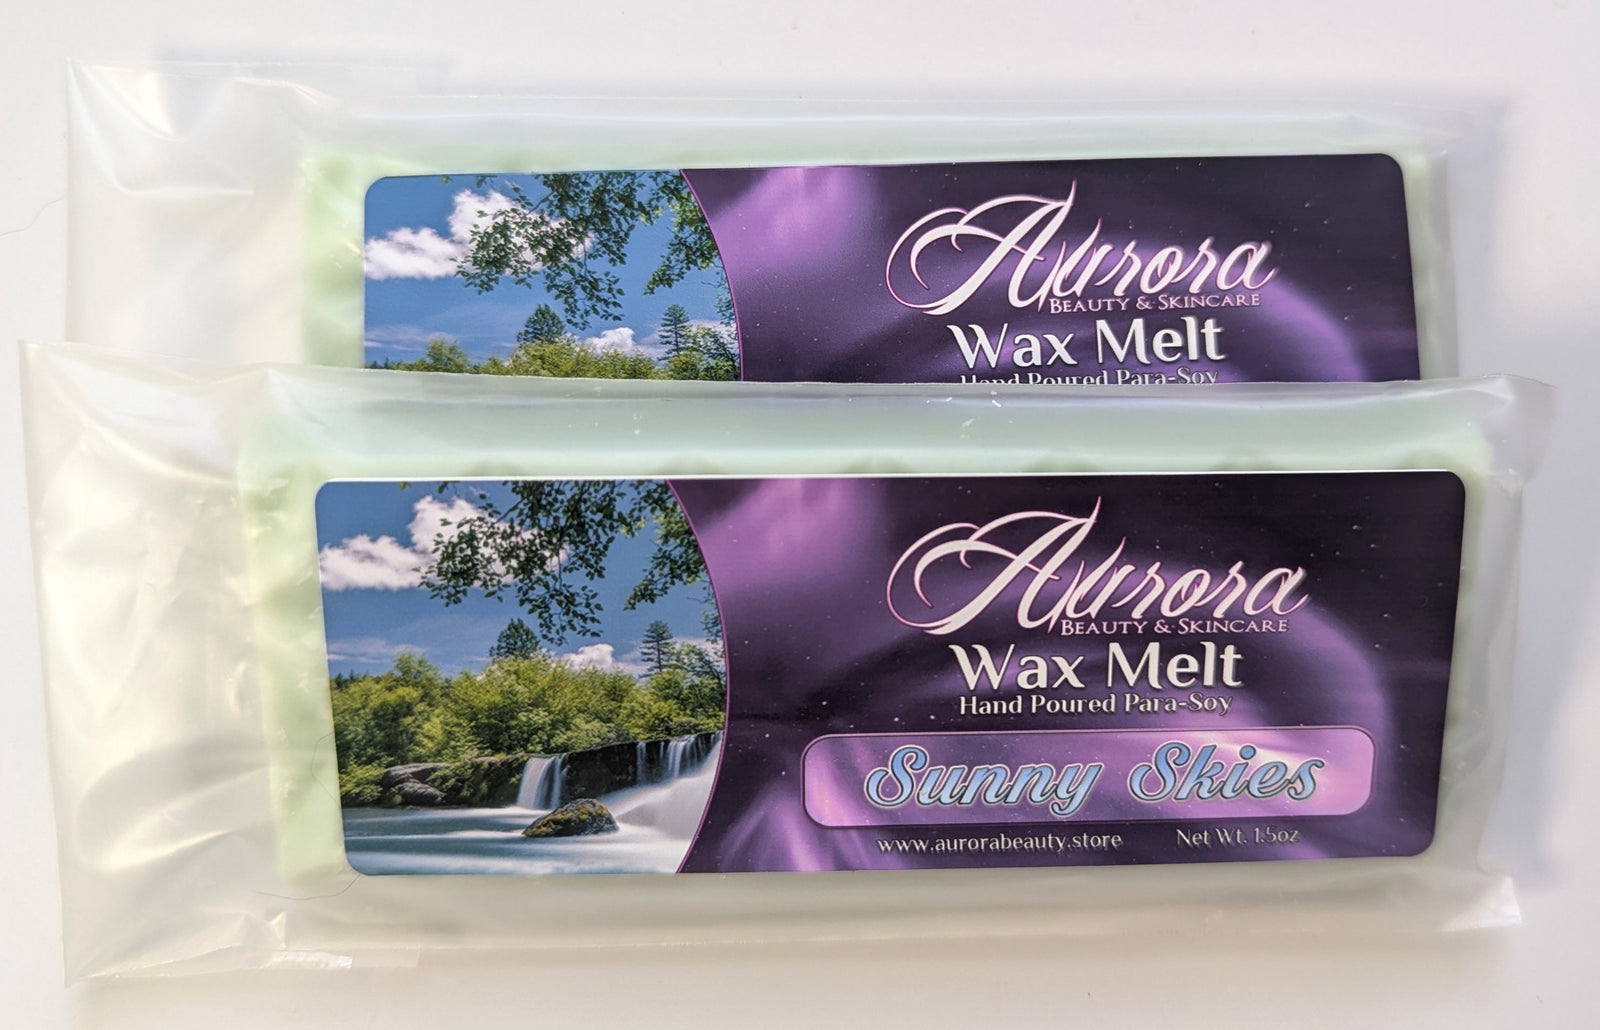 Aurora
BEAUTY & SKINCARE
Wax Melt
Hand Poured Para-Soy
Aurora
BEAUTY & SKINCARE
Wax Melt
Hand Poured Para-Soy
Sunny Skies
www.aurorabeauty.store Net Wt. 1.5oz